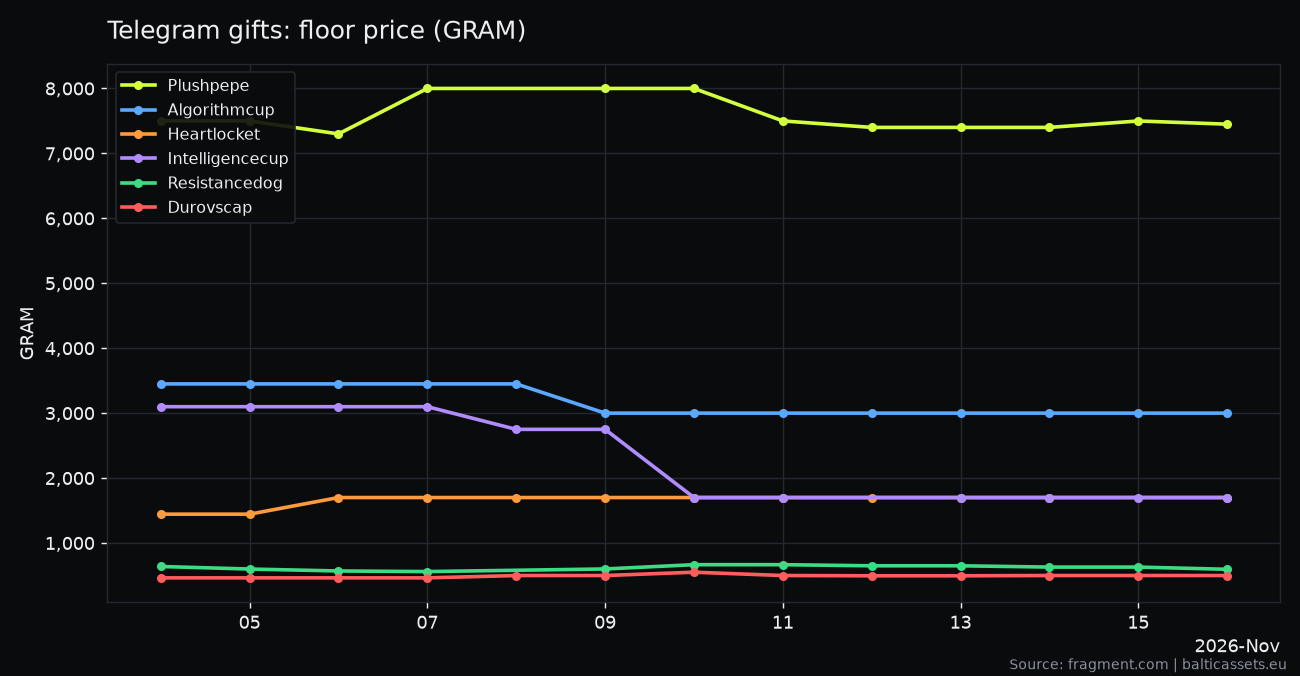 Telegram gifts: floor price (GRAM)
Plushpepe
Algorithmcup
Heartlocket
Intelligencecup
Resistancedog
Durovscap
GRAM
8,000
7,000
6,000
5,000
4,000
3,000
2,000
1,000
05 07 09 11 13 15
2026-Nov
Source: fragment.com | balticassets.eu